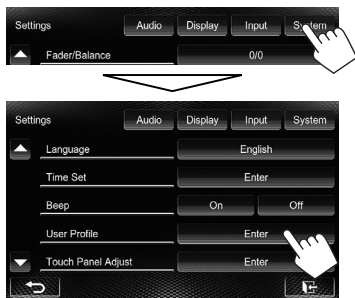 Settings Audio Display Input System
Fader/Balance 0/0
Settings Audio Display Input System
Language English
Time Set Enter
Beep On Off
User Profile Enter
Touch Panel Adjust Enter